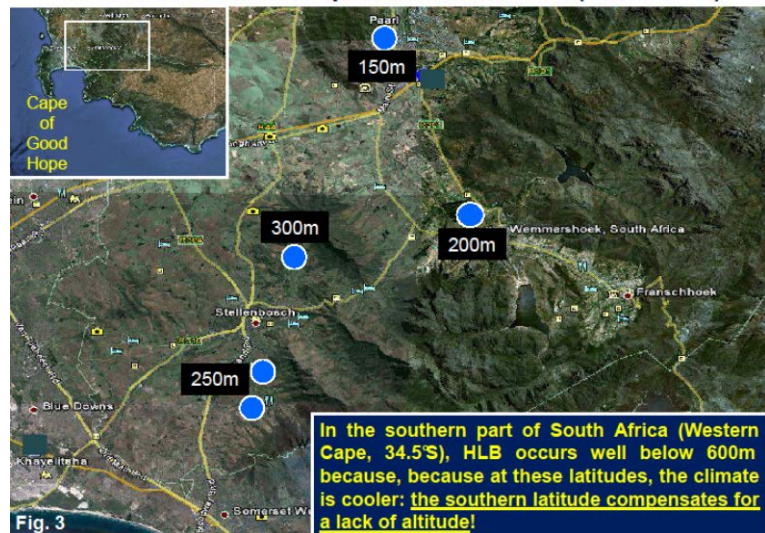 Paarl
150m
Cape
of
Good
Hope
300m
Wemmershoek, South Africa
200m
Franschhoek
Stellenbosch
250m
Blue Downs
Khayelitsha
In the southern part of South Africa (Western
Cape, 34.5°S), HLB occurs well below 600m
because, because at these latitudes, the climate
is cooler: the southern latitude compensates for
a lack of altitude!
Somerset We
Fig. 3